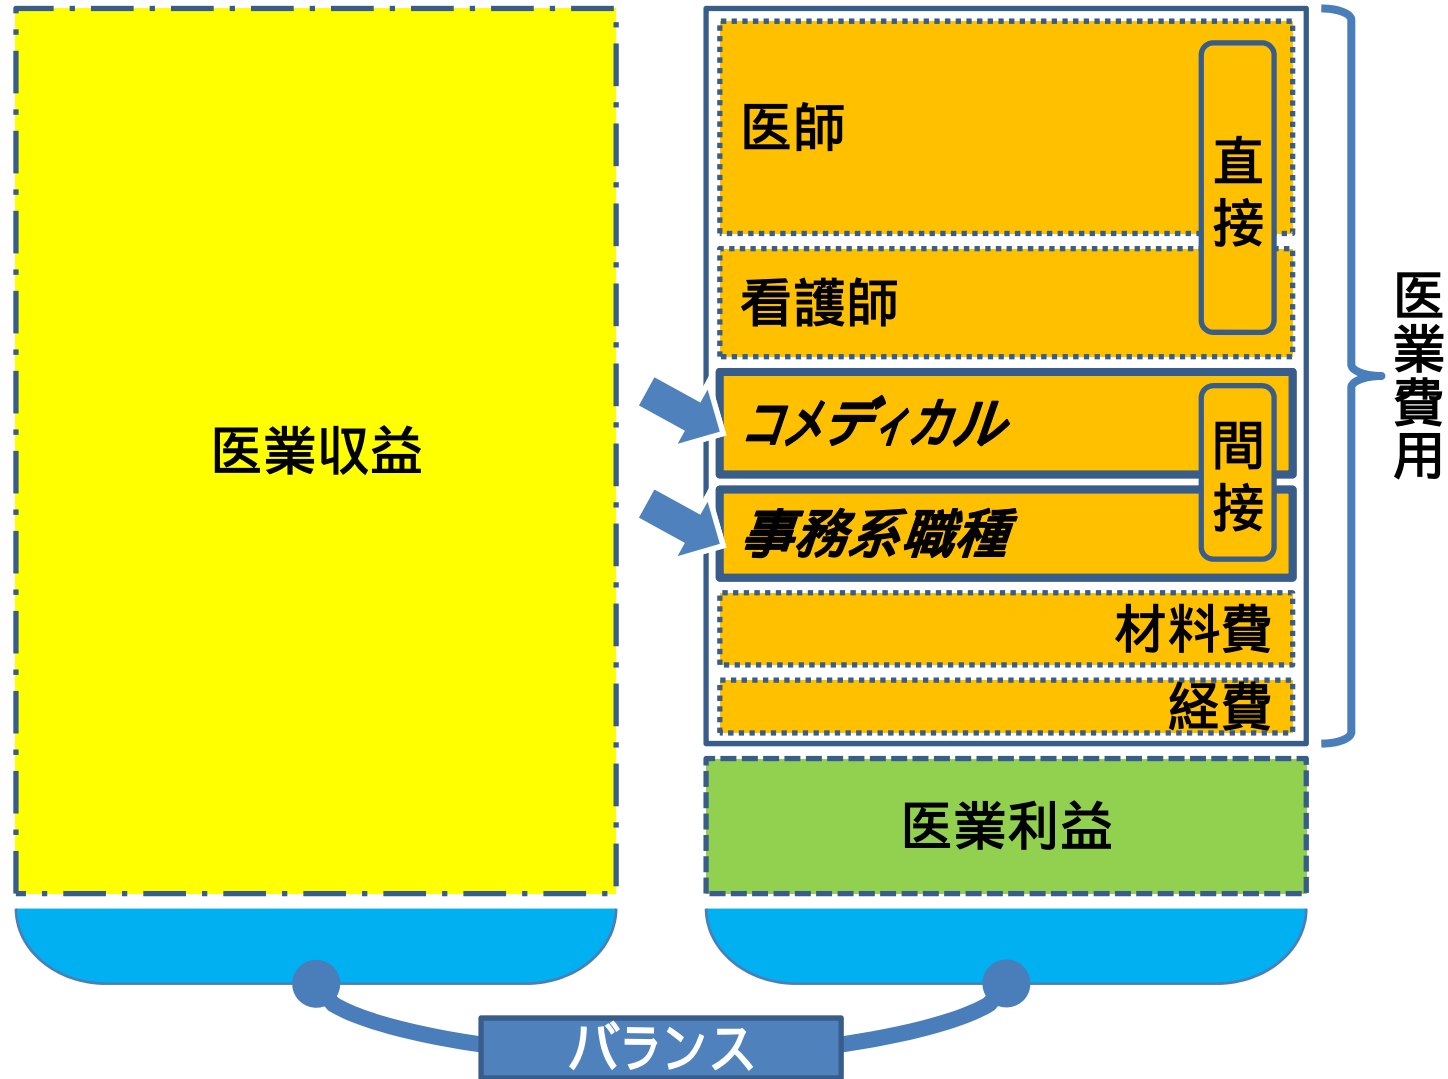 医業収益
医師
看護師
直接
コメディカル
事務系職種
間接
材料費
経費
医業費用
医業利益
バランス